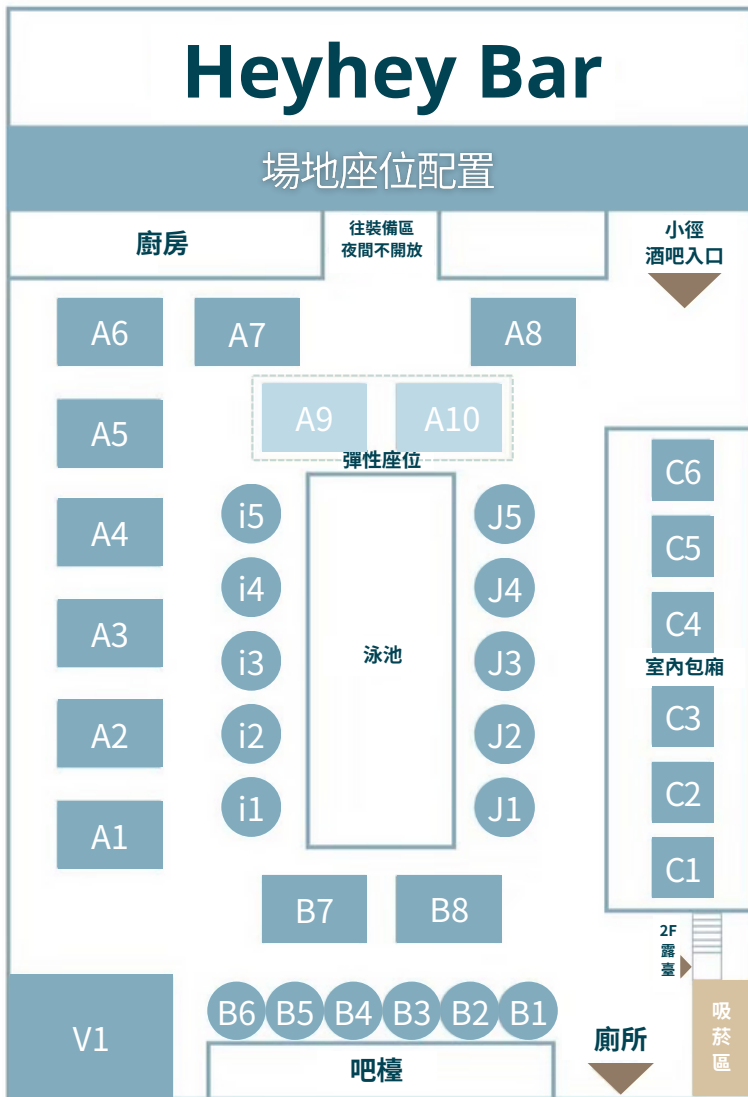 Heyhey Bar
場地座位配置
廚房
往裝備區
夜間不開放
小徑
酒吧入口
A6
A7
A8
A9
A10
彈性座位
A5
A4
A3
A2
A1
i5
i4
i3
i2
i1
泳池
J5
J4
J3
J2
J1
C6
C5
C4
室內包廂
C3
C2
C1
B7
B8
2F
露
臺
V1
B6
B5
B4
B3
B2
B1
吧檯
廁所
吸
菸
區